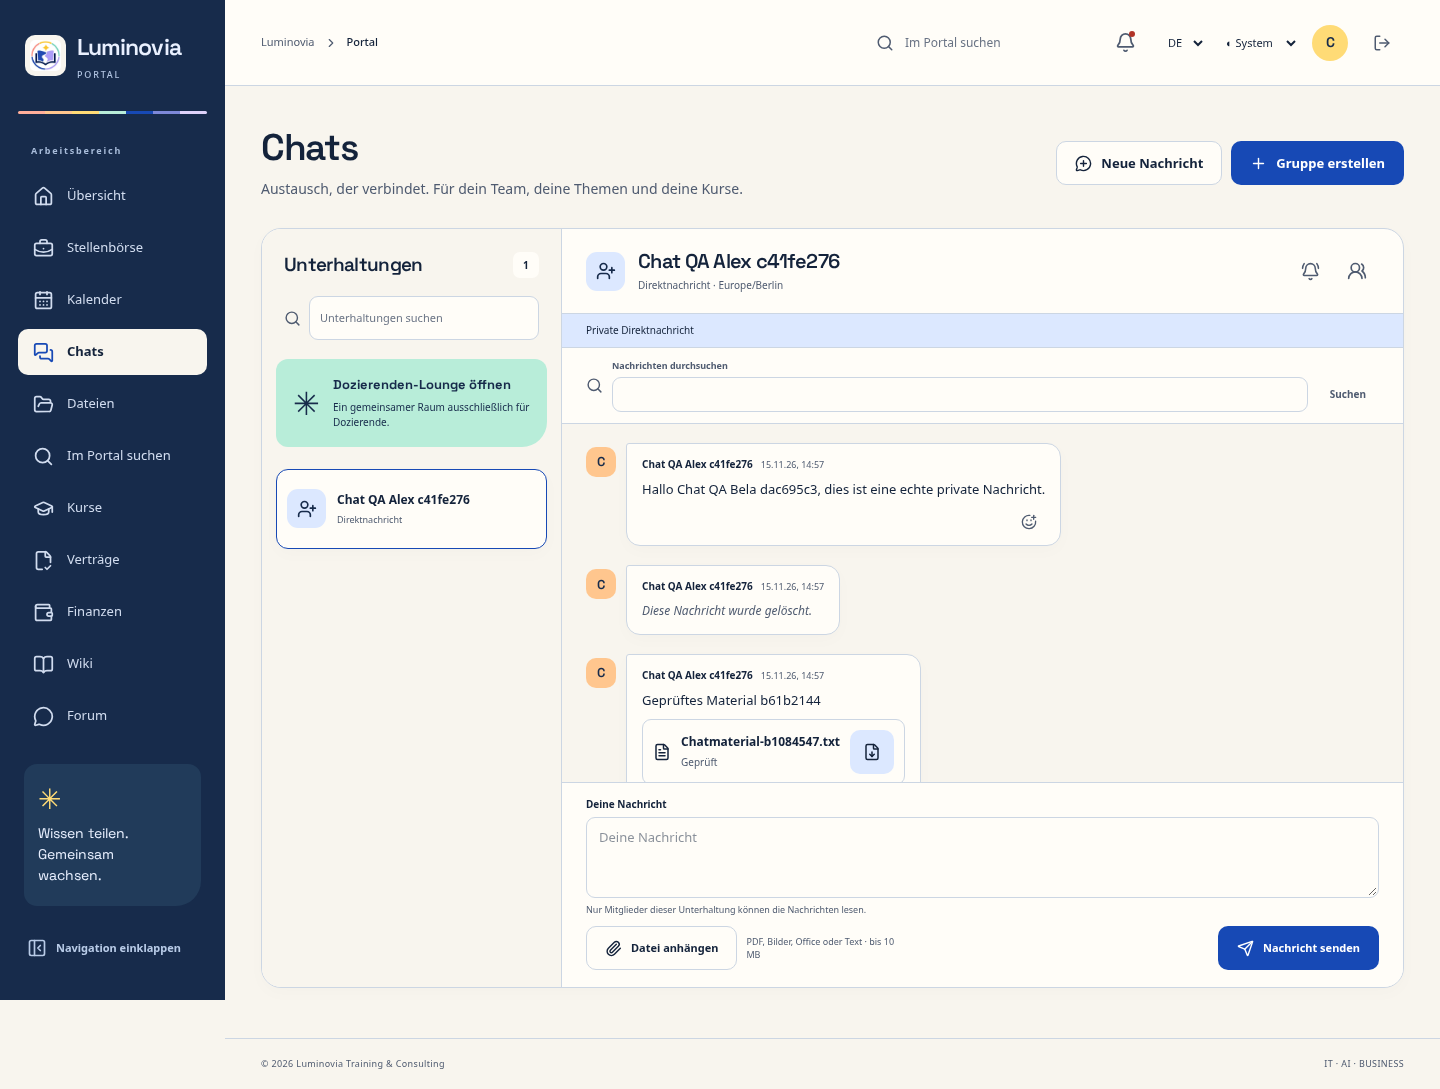 Luminovia
PORTAL
Arbeitsbereich
Übersicht
Stellenbörse
Kalender
Chats
Dateien
Im Portal suchen
Kurse
Verträge
Finanzen
Wiki
Forum
Wissen teilen.
Gemeinsam
wachsen.
Navigation einklappen
Luminovia
Portal
Im Portal suchen
DE
System
C
Chats
Austausch, der verbindet. Für dein Team, deine Themen und deine Kurse.
Neue Nachricht
Gruppe erstellen
Unterhaltungen
1
Unterhaltungen suchen
Dozierenden-Lounge öffnen
Ein gemeinsamer Raum ausschließlich für
Dozierende.
Chat QA Alex c41fe276
Direktnachricht
Chat QA Alex c41fe276
Direktnachricht · Europe/Berlin
Private Direktnachricht
Nachrichten durchsuchen
Suchen
C
Chat QA Alex c41fe276 15.11.26, 14:57
Hallo Chat QA Bela dac695c3, dies ist eine echte private Nachricht.
C
Chat QA Alex c41fe276 15.11.26, 14:57
Diese Nachricht wurde gelöscht.
C
Chat QA Alex c41fe276 15.11.26, 14:57
Geprüftes Material b61b2144
Chatmaterial-b1084547.txt
Geprüft
Deine Nachricht
Deine Nachricht
Nur Mitglieder dieser Unterhaltung können die Nachrichten lesen.
Datei anhängen
PDF, Bilder, Office oder Text · bis 10
MB
Nachricht senden
© 2026 Luminovia Training & Consulting
IT · AI · BUSINESS